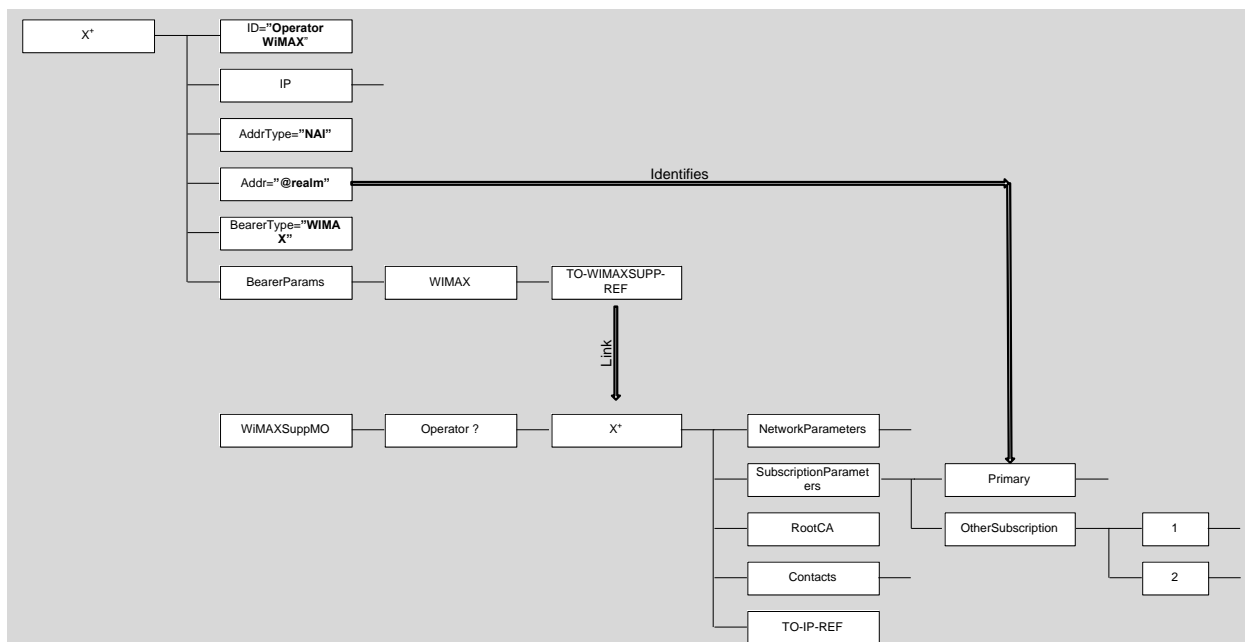 X+
ID="Operator
WiMAX"
IP
AddrType="NAI"
Addr="@realm"
Identifies
BearerType="WIMA
X"
BearerParams
WIMAX
TO-WIMAXSUPP-
REF
Link
WiMAXSuppMO
Operator ?
X+
NetworkParameters
SubscriptionParamet
ers
Primary
RootCA
OtherSubscription
1
Contacts
2
TO-IP-REF